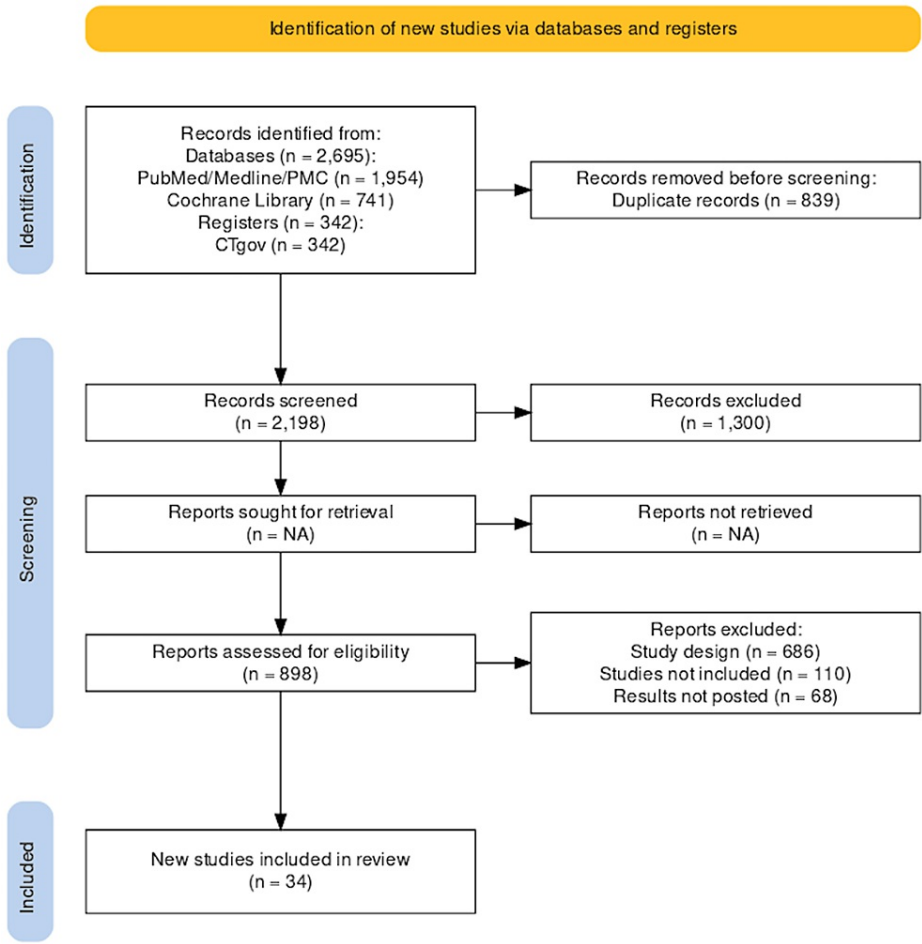 Identification of new studies via databases and registers
Identification
Records identified from:
Databases (n = 2,695):
PubMed/Medline/PMC (n = 1,954)
Cochrane Library (n = 741)
Registers (n = 342):
CTgov (n = 342)
Records removed before screening:
Duplicate records (n = 839)
Screening
Records screened
(n = 2,198)
Records excluded
(n = 1,300)
Reports sought for retrieval
(n = NA)
Reports not retrieved
(n = NA)
Reports assessed for eligibility
(n = 898)
Reports excluded:
Study design (n = 686)
Studies not included (n = 110)
Results not posted (n = 68)
Included
New studies included in review
(n = 34)